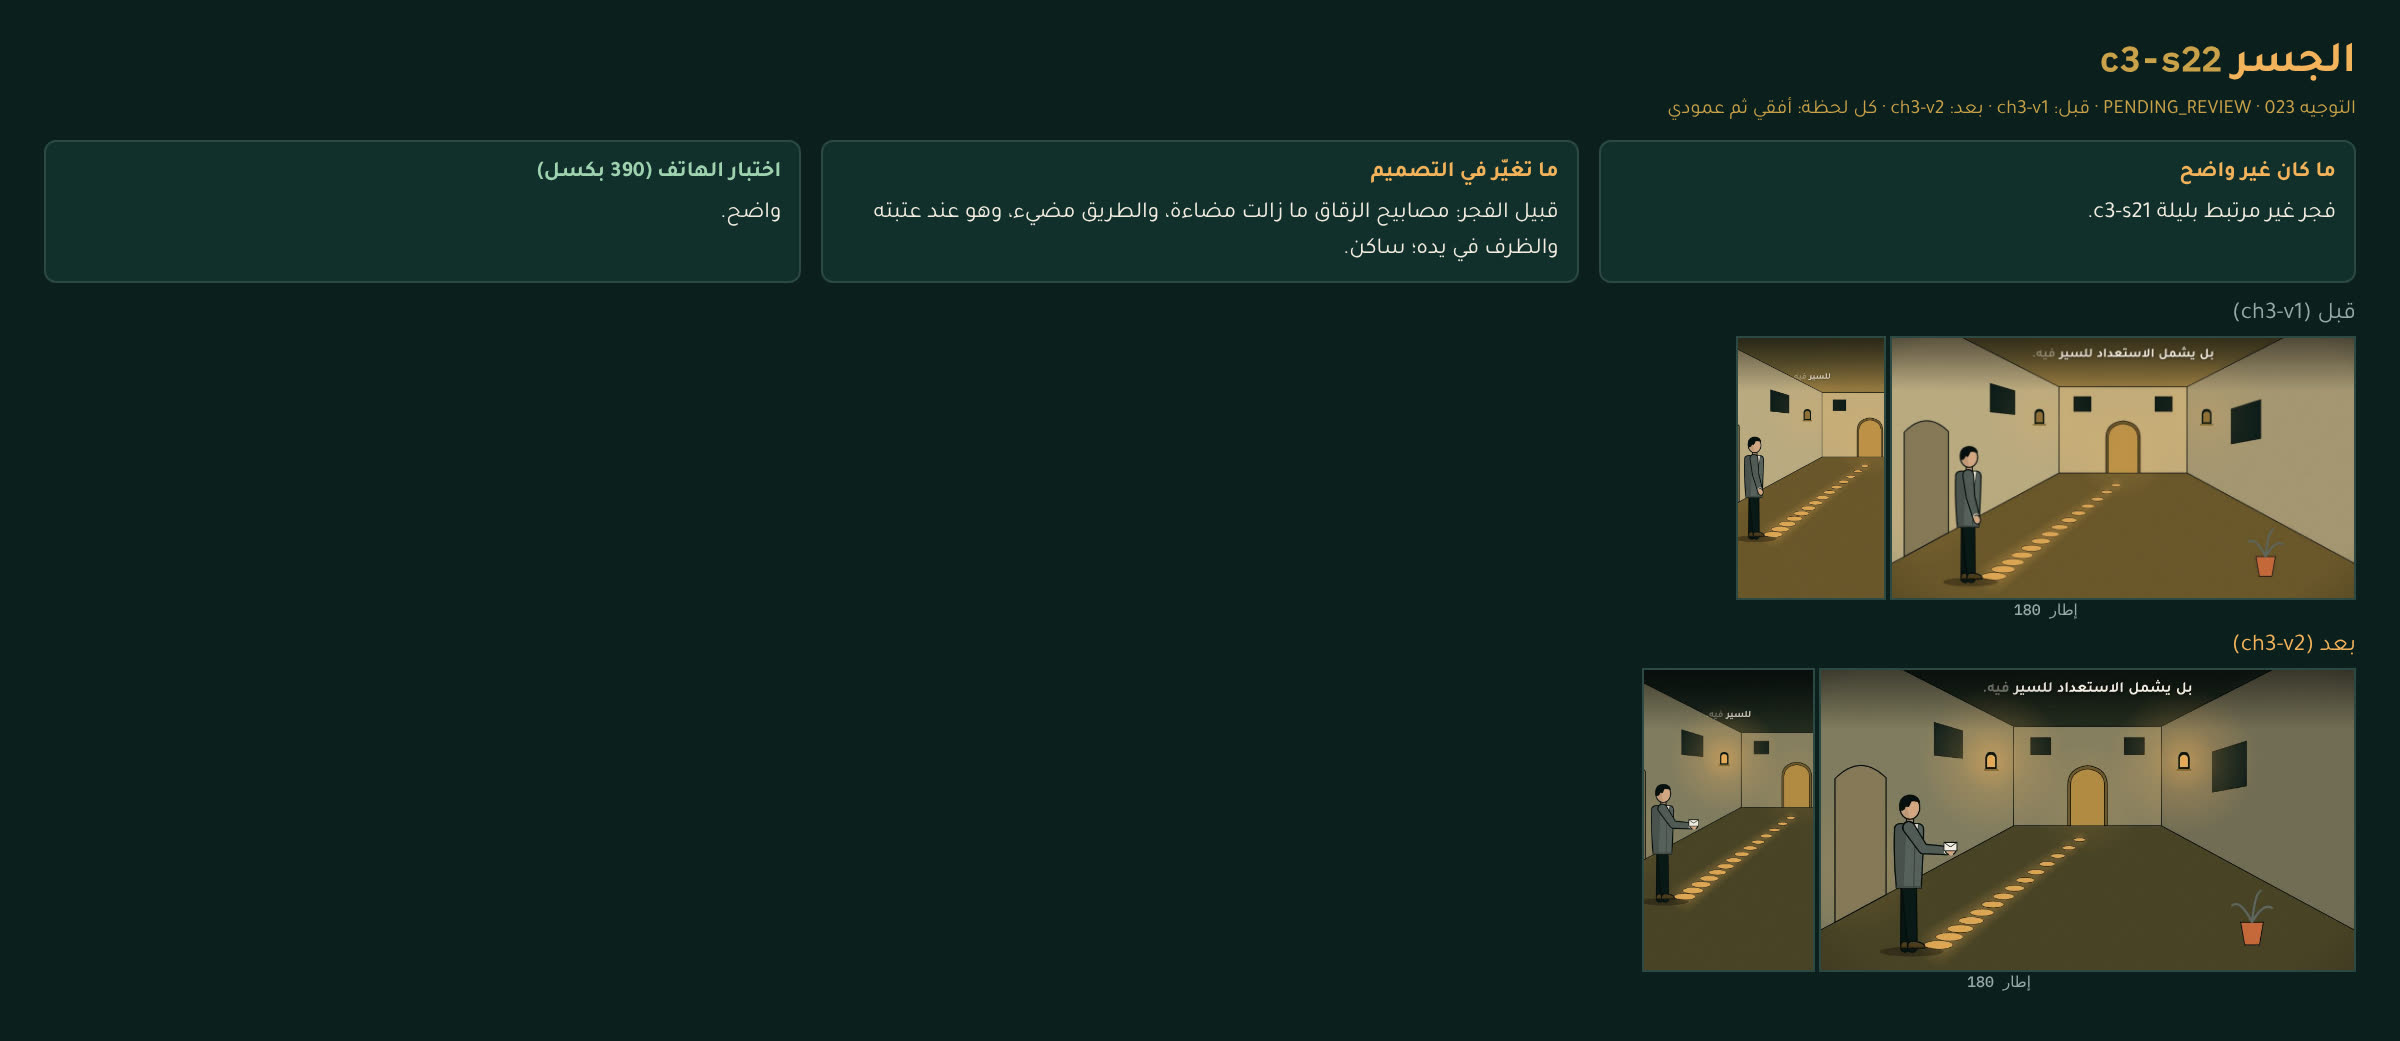 الجسر c3-s22
التوجيه 023 · PENDING_REVIEW · قبل: ch3-v1 · بعد: ch3-v2 · كل لحظة: أفقي ثم عمودي
ما كان غير واضح
فجر غير مرتبط بليلة c3-s21.
ما تغيّر في التصميم
قبيل الفجر: مصابيح الزقاق ما زالت مضاءة، والطريق مضيء، وهو عند عتبته
والظرف في يده؛ ساكن.
اختبار الهاتف (390 بكسل)
واضح.
قبل (ch3-v1)
بل يشمل الاستعداد للسير فيه.
للسير فيه
إطار 180
بعد (ch3-v2)
بل يشمل الاستعداد للسير فيه.
للسير فيه
إطار 180